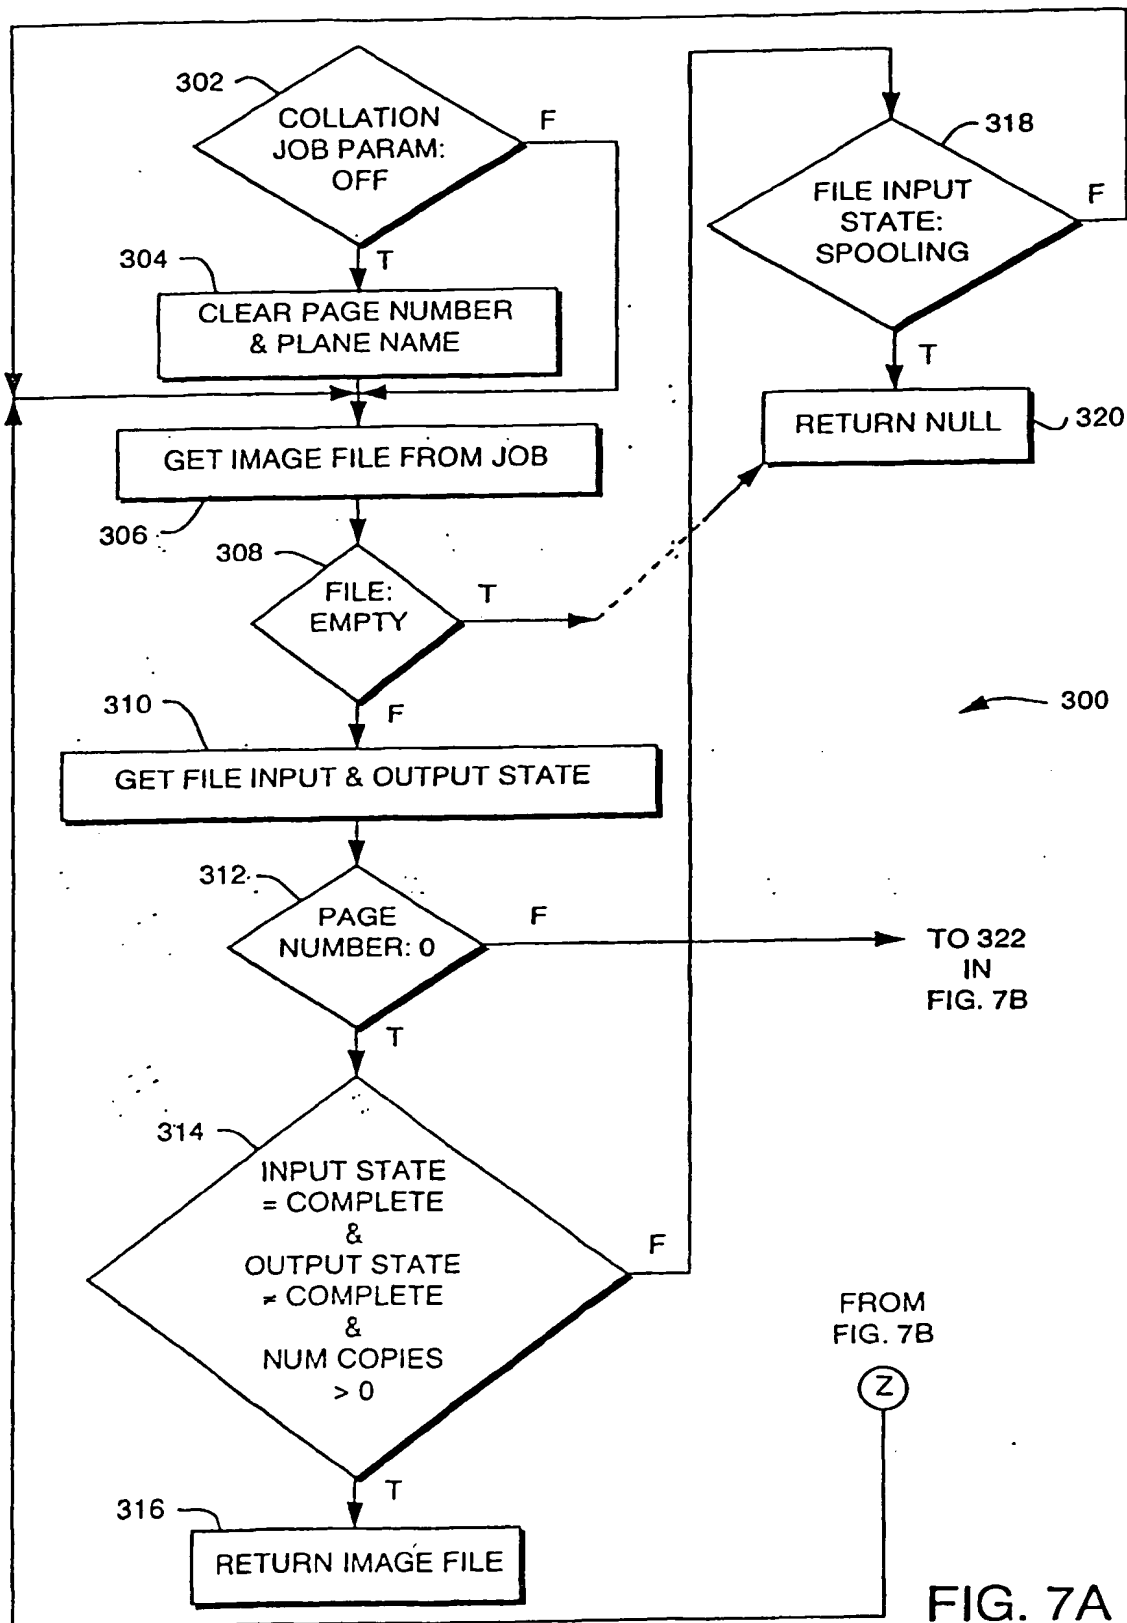 302
COLLATION
JOB PARAM:
OFF
F
T
304
CLEAR PAGE NUMBER
& PLANE NAME
GET IMAGE FILE FROM JOB
306
308
FILE:
EMPTY
T
F
310
GET FILE INPUT & OUTPUT STATE
312
PAGE
NUMBER: 0
F
T
TO 322
IN
FIG. 7B
314
INPUT STATE
= COMPLETE
&
OUTPUT STATE
≠ COMPLETE
&
NUM COPIES
> 0
F
T
316
RETURN IMAGE FILE
318
FILE INPUT
STATE:
SPOOLING
F
T
RETURN NULL
320
300
FROM
FIG. 7B
Z
FIG. 7A